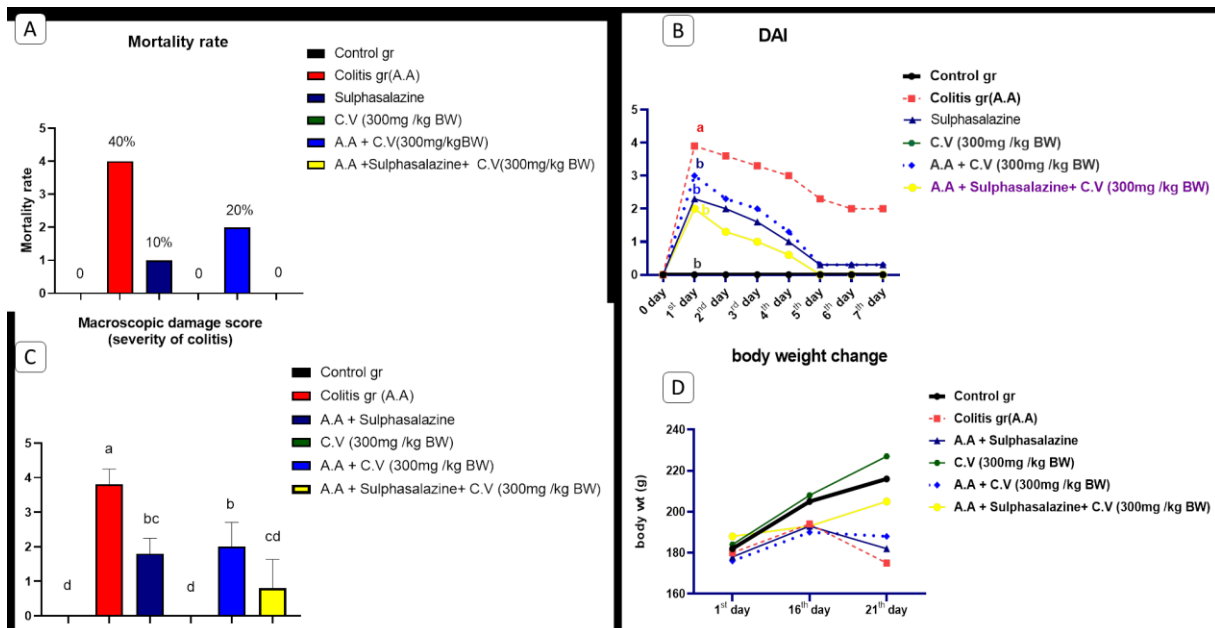 A
Mortality rate
Control gr
Colitis gr(A.A)
Sulphasalazine
C.V (300mg /kg BW)
A.A + C.V(300mg/kgBW)
A.A +Sulphasalazine+ C.V(300mg/kg BW)
Mortality rate
5
4
3
2
1
0
0
40%
10%
0
20%
0
B
DAI
Control gr
Colitis gr(A.A)
Sulphasalazine
C.V (300mg /kg BW)
A.A + C.V (300mg /kg BW)
A.A + Sulphasalazine+ C.V (300mg /kg BW)
5
4
3
2
1
0
a
b
b
b
b
0 day
1st day
2nd day
3rd day
4th day
5th day
6th day
7th day
C
Macroscopic damage score
(severity of colitis)
Control gr
Colitis gr (A.A)
A.A + Sulphasalazine
C.V (300mg /kg BW)
A.A + C.V (300mg /kg BW)
A.A + Sulphasalazine+ C.V (300mg /kg BW)
5
4
3
2
1
0
d
a
bc
d
b
cd
D
body weight change
Control gr
Colitis gr(A.A)
A.A + Sulphasalazine
C.V (300mg /kg BW)
A.A + C.V (300mg /kg BW)
A.A + Sulphasalazine+ C.V (300mg /kg BW)
body wt (g)
240
220
200
180
160
1st day
16th day
21th day